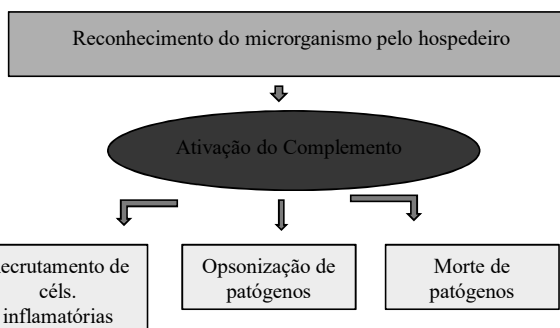 Reconhecimento do microrganismo pelo hospedeiro
Ativação do Complemento
ecrutamento de
céls.
inflamatórias
Opsonização de
patógenos
Morte de
patógenos